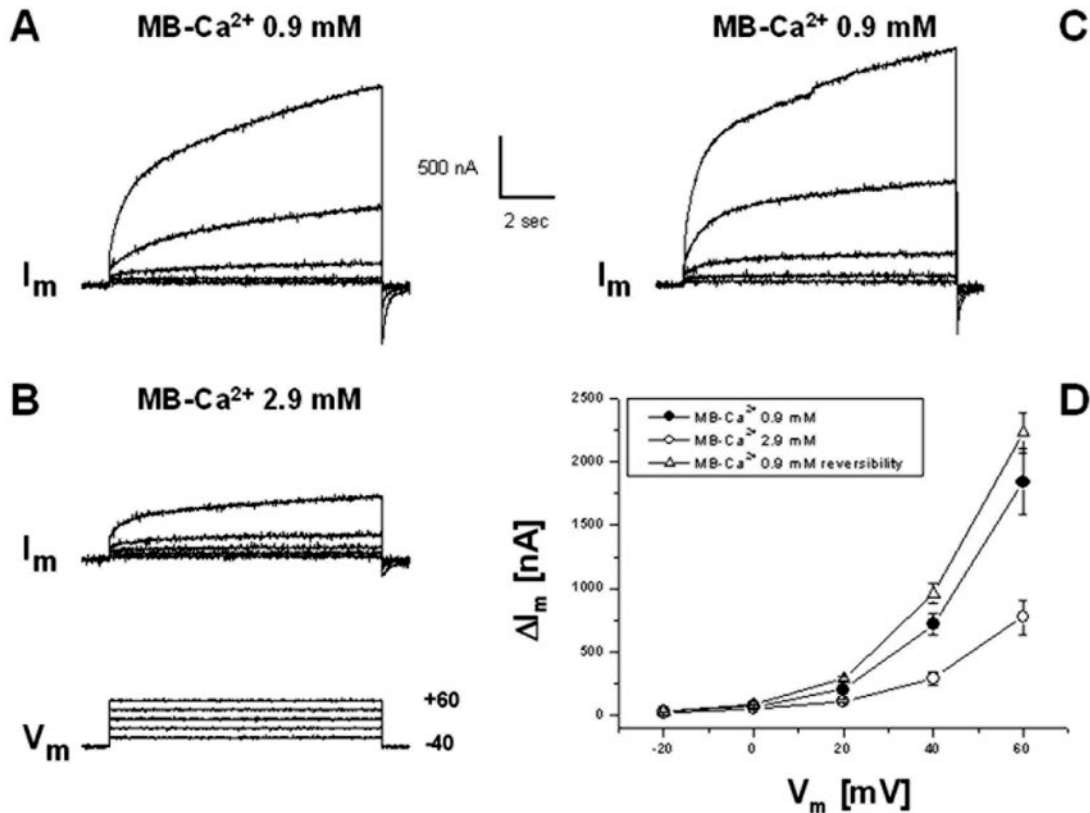 A
MB-Ca²⁺ 0.9 mM
MB-Ca²⁺ 0.9 mM
C
500 nA
2 sec
Iₘ
Iₘ
B
MB-Ca²⁺ 2.9 mM
Iₘ
+60
-40
Vₘ
D
MB-Ca²⁺ 0.9 mM
MB-Ca²⁺ 2.9 mM
MB-Ca²⁺ 0.9 mM reversibility
2500
2000
1500
1000
500
0
ΔIₘ [nA]
-20 0 20 40 60
Vₘ [mV]